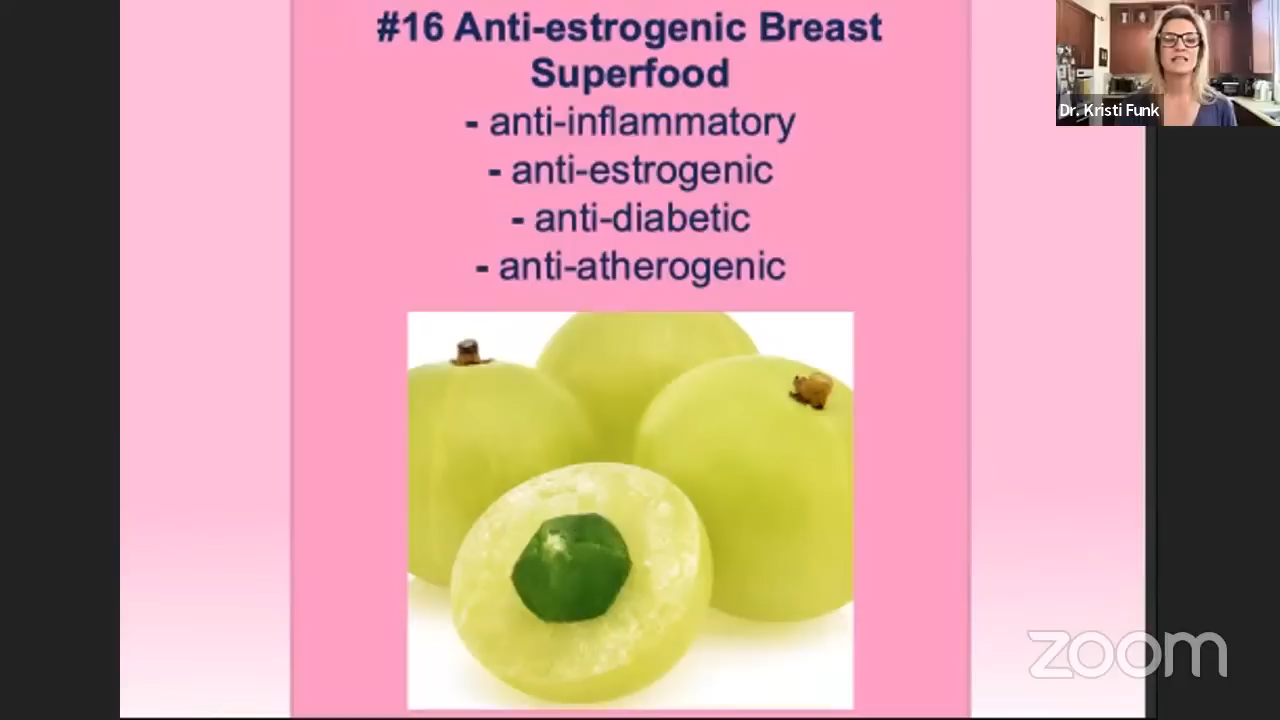 #16 Anti-estrogenic Breast
Superfood
- anti-inflammatory
- anti-estrogenic
- anti-diabetic
- anti-atherogenic
Dr. Kristi Funk
zoom